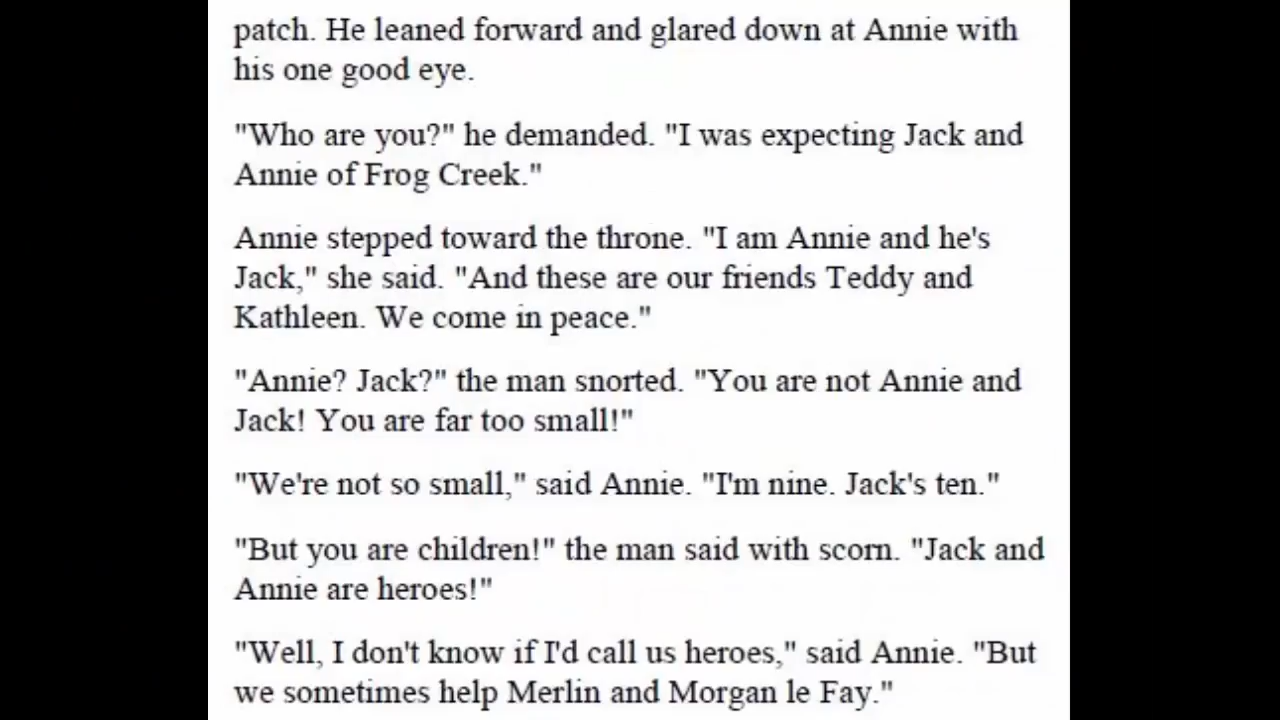 patch. He leaned forward and glared down at Annie with
his one good eye.
"Who are you?" he demanded. "I was expecting Jack and
Annie of Frog Creek."
Annie stepped toward the throne. "I am Annie and he's
Jack," she said. "And these are our friends Teddy and
Kathleen. We come in peace."
"Annie? Jack?" the man snorted. "You are not Annie and
Jack! You are far too small!"
"We're not so small," said Annie. "I'm nine. Jack's ten."
"But you are children!" the man said with scorn. "Jack and
Annie are heroes!"
"Well, I don't know if I'd call us heroes," said Annie. "But
we sometimes help Merlin and Morgan le Fay."